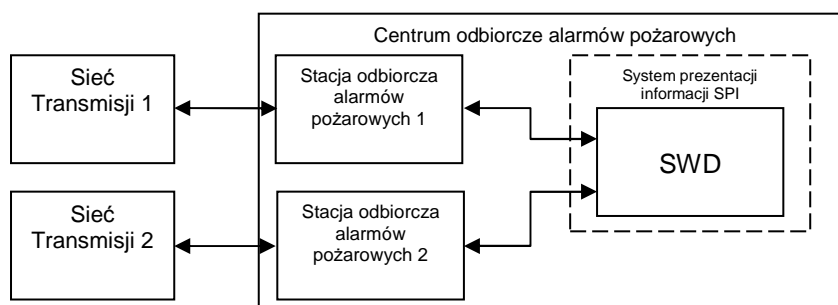 Centrum odbiorcze alarmów pożarowych
Sieć
Transmisji 1
Stacja odbiorcza
alarmów
pożarowych 1
System prezentacji
informacji SPI
SWD
Sieć
Transmisji 2
Stacja odbiorcza
alarmów
pożarowych 2